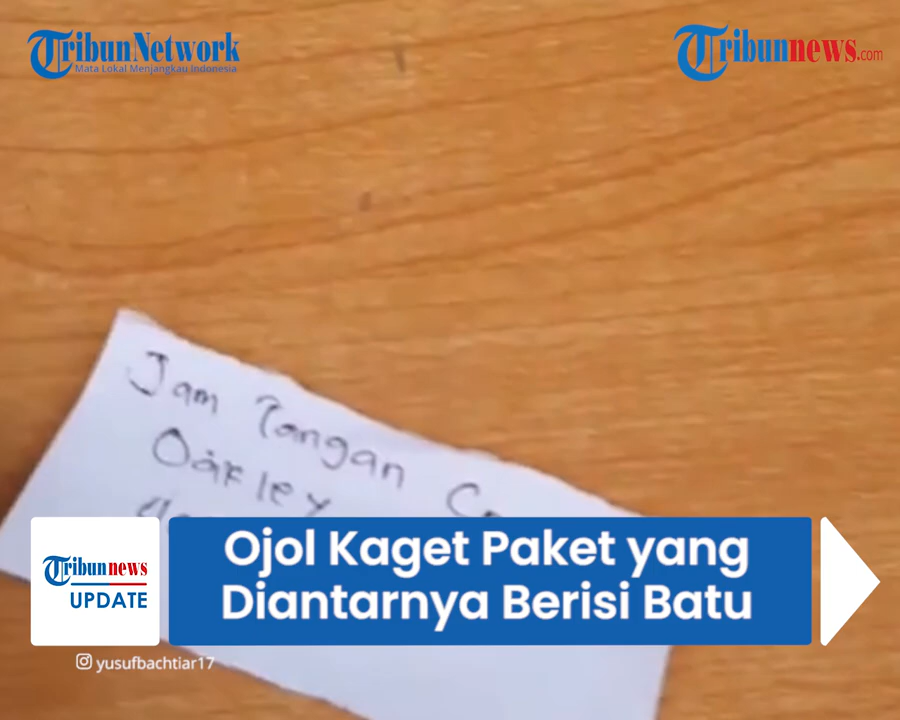 TribunNetwork
Mata Lokal Menjangkau Indonesia
Tribunnews.com
Jam Tangan
Oakley
Tribunnews
UPDATE
Ojol Kaget Paket yang
Diantarnya Berisi Batu
yusufbachtiar17